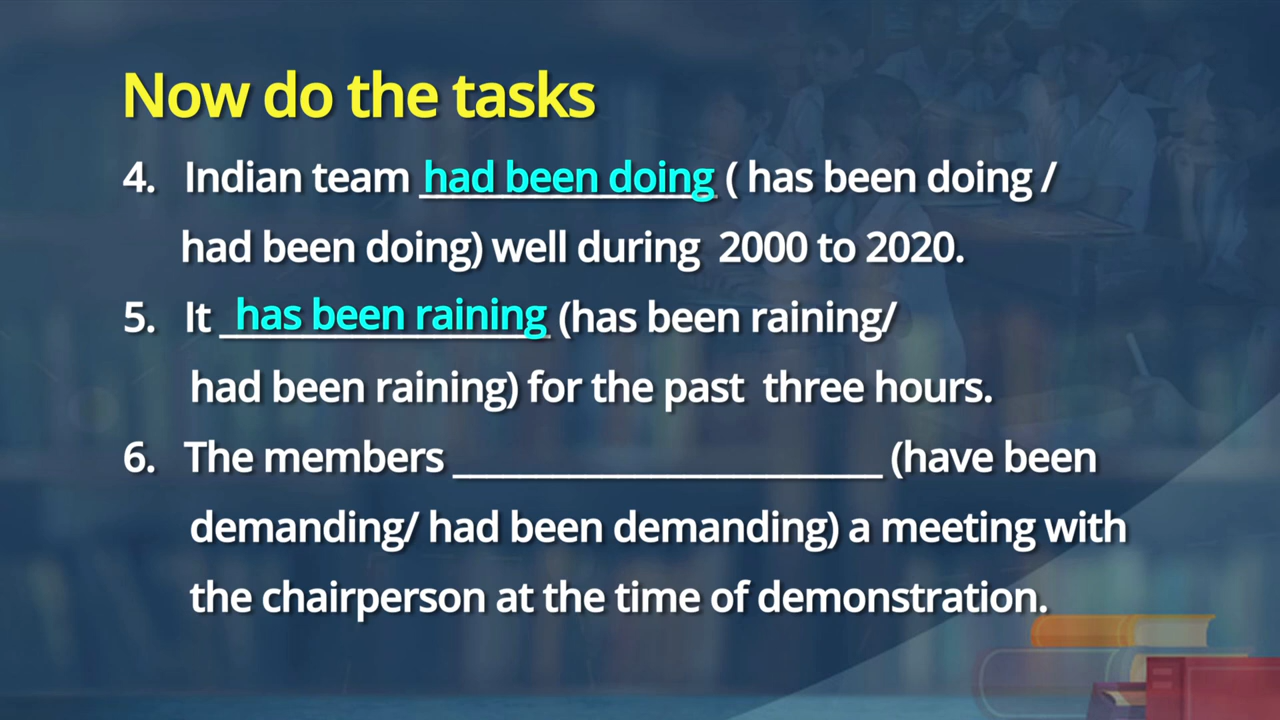 Now do the tasks
4. Indian team had been doing ( has been doing /
had been doing) well during 2000 to 2020.
5. It has been raining (has been raining/
had been raining) for the past three hours.
6. The members ____________________ (have been
demanding/ had been demanding) a meeting with
the chairperson at the time of demonstration.